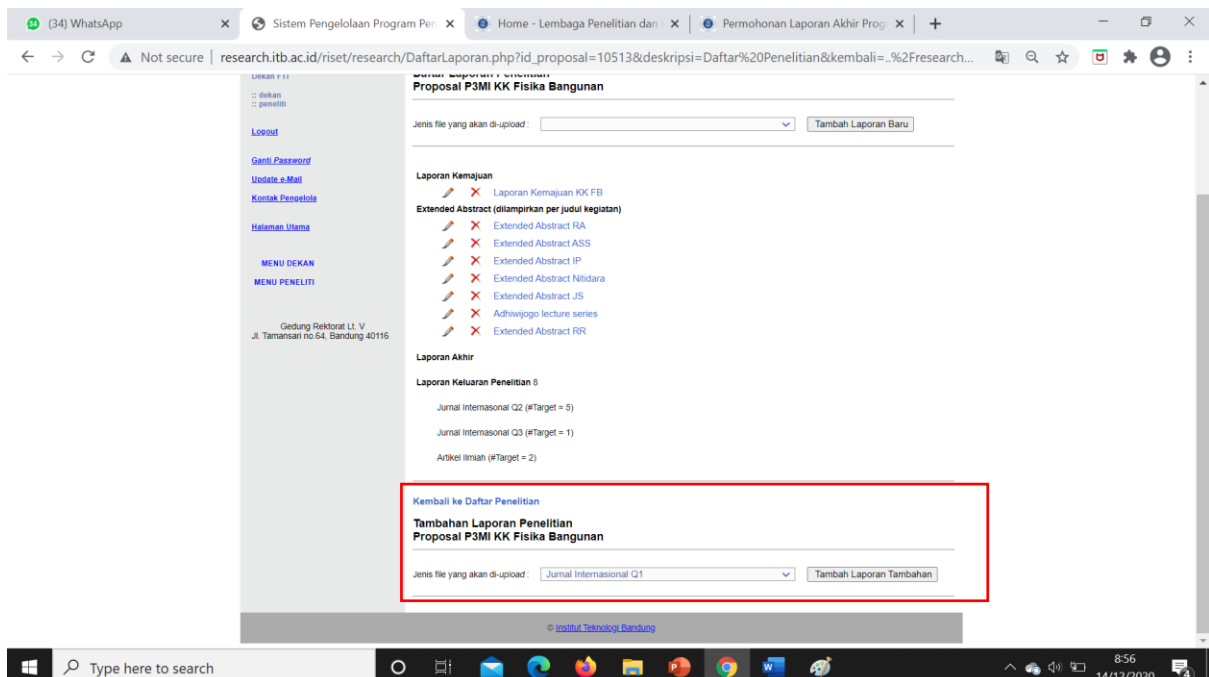 (34) WhatsApp
Sistem Pengelolaan Program Pen
Home - Lembaga Penelitian dan
Permohonan Laporan Akhir Prog
Not secure | research.itb.ac.id/riset/research/DaftarLaporan.php?id_proposal=10513&deskripsi=Daftar%20Penelitian&kembali=..%2Fresearch...
Dekan FTI
:: dekan
:: peneliti
Logout
Ganti Password
Update e-Mail
Kontak Pengelola
Halaman Utama
MENU DEKAN
MENU PENELITI
Gedung Rektorat Lt. V
Jl. Tamansari no.64, Bandung 40116
Daftar Laporan Penelitian
Proposal P3MI KK Fisika Bangunan
Jenis file yang akan di-upload : Tambah Laporan Baru
Laporan Kemajuan
Laporan Kemajuan KK FB
Extended Abstract (dilampirkan per judul kegiatan)
Extended Abstract RA
Extended Abstract ASS
Extended Abstract IP
Extended Abstract Nitidara
Extended Abstract JS
Adhiwijogo lecture series
Extended Abstract RR
Laporan Akhir
Laporan Keluaran Penelitian 8
Jurnal Internasonal Q2 (#Target = 5)
Jurnal Internasonal Q3 (#Target = 1)
Artikel Ilmiah (#Target = 2)
Kembali ke Daftar Penelitian
Tambahan Laporan Penelitian
Proposal P3MI KK Fisika Bangunan
Jenis file yang akan di-upload : Jurnal Internasional Q1 Tambah Laporan Tambahan
© Institut Teknologi Bandung
Type here to search
8:56
14/12/2020